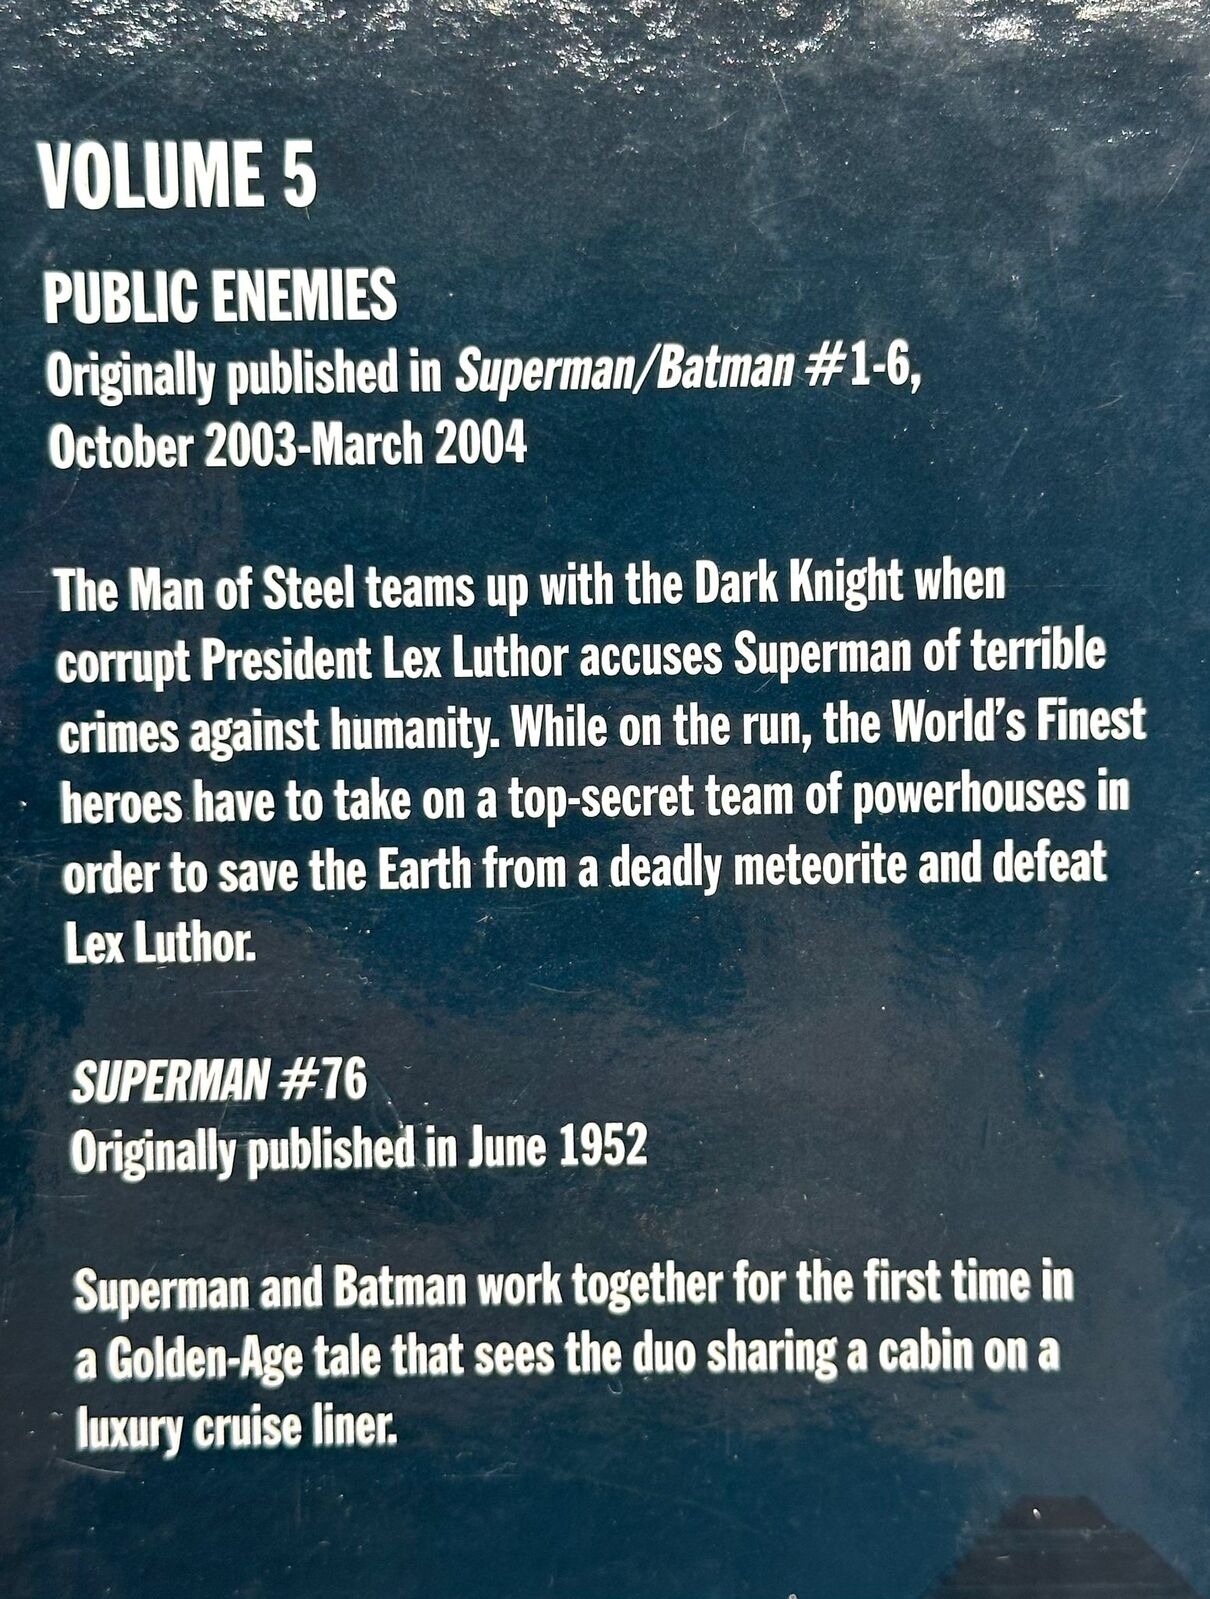 VOLUME 5
PUBLIC ENEMIES
Originally published in Superman/Batman #1-6,
October 2003-March 2004
The Man of Steel teams up with the Dark Knight when
corrupt President Lex Luthor accuses Superman of terrible
crimes against humanity. While on the run, the World's Finest
heroes have to take on a top-secret team of powerhouses in
order to save the Earth from a deadly meteorite and defeat
Lex Luthor.
SUPERMAN #76
Originally published in June 1952
Superman and Batman work together for the first time in
a Golden-Age tale that sees the duo sharing a cabin on a
luxury cruise liner.